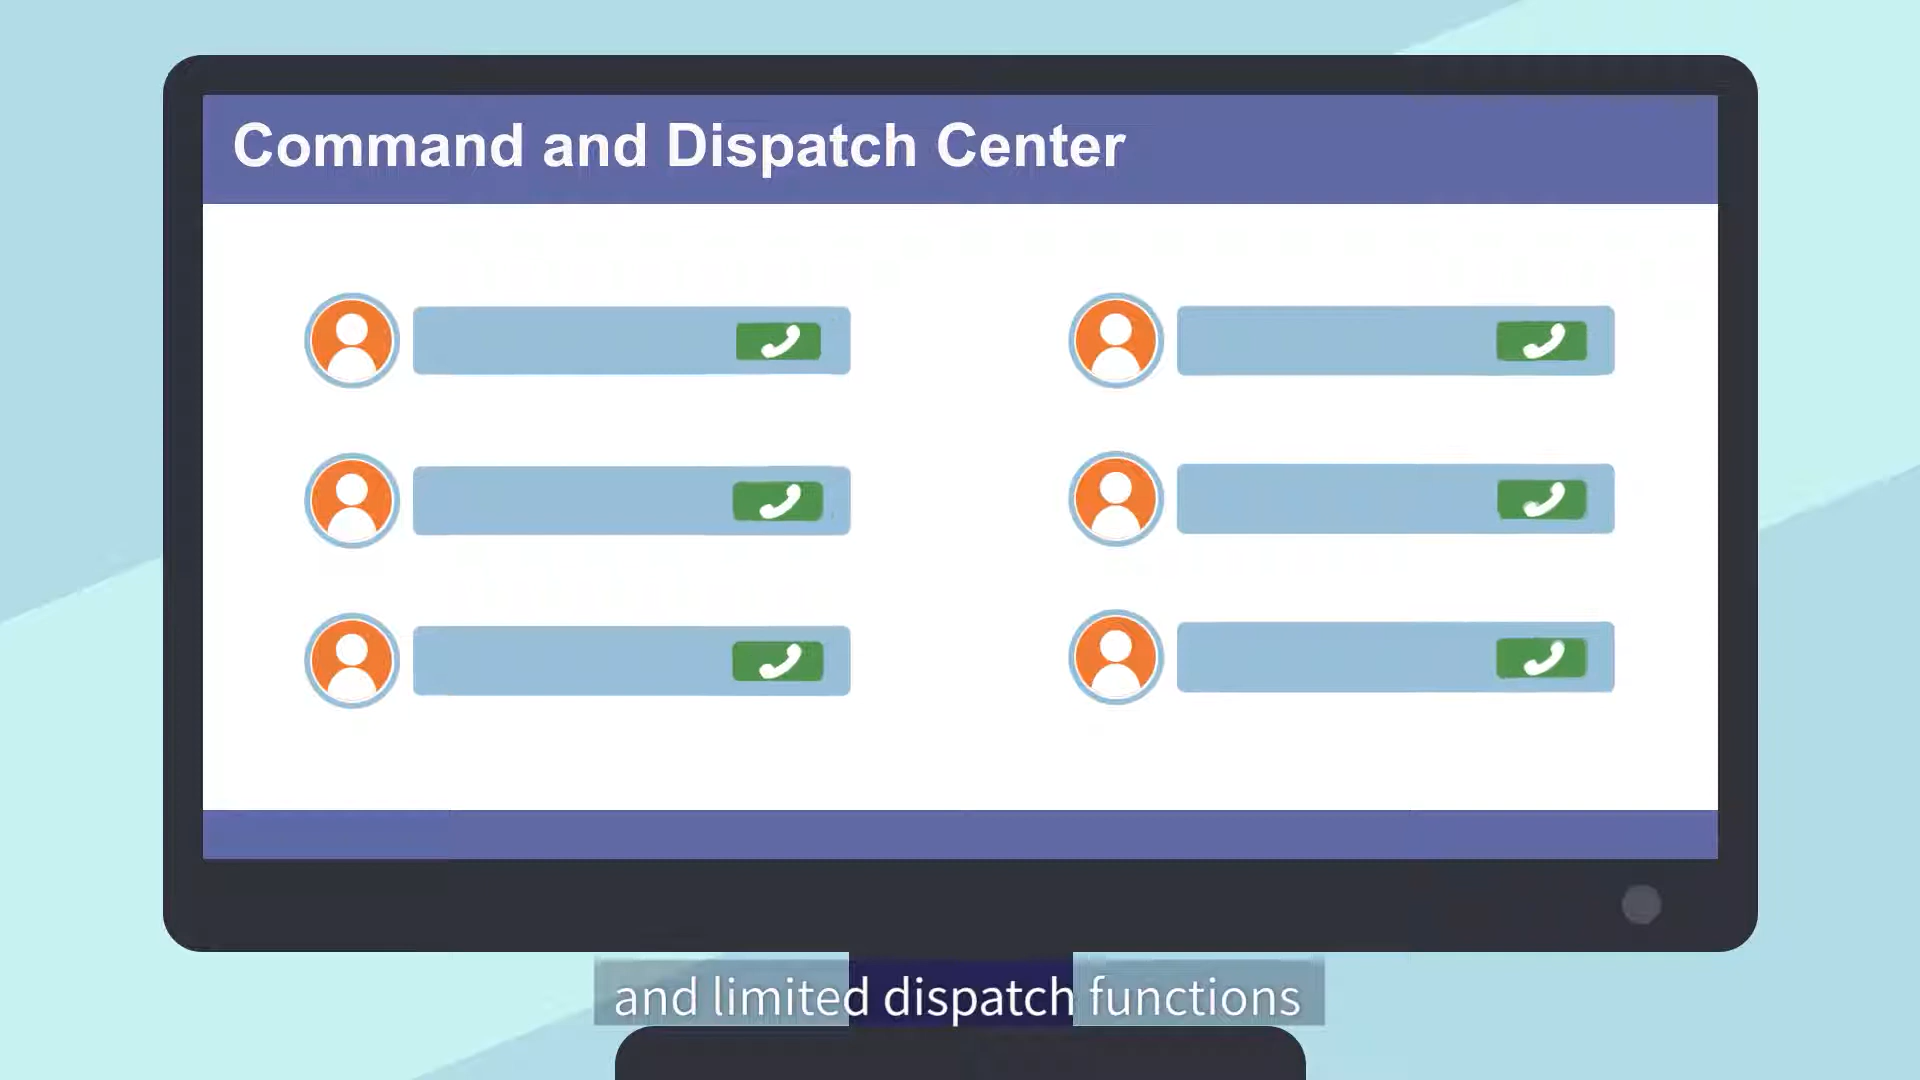 Command and Dispatch Center
and limited dispatch functions